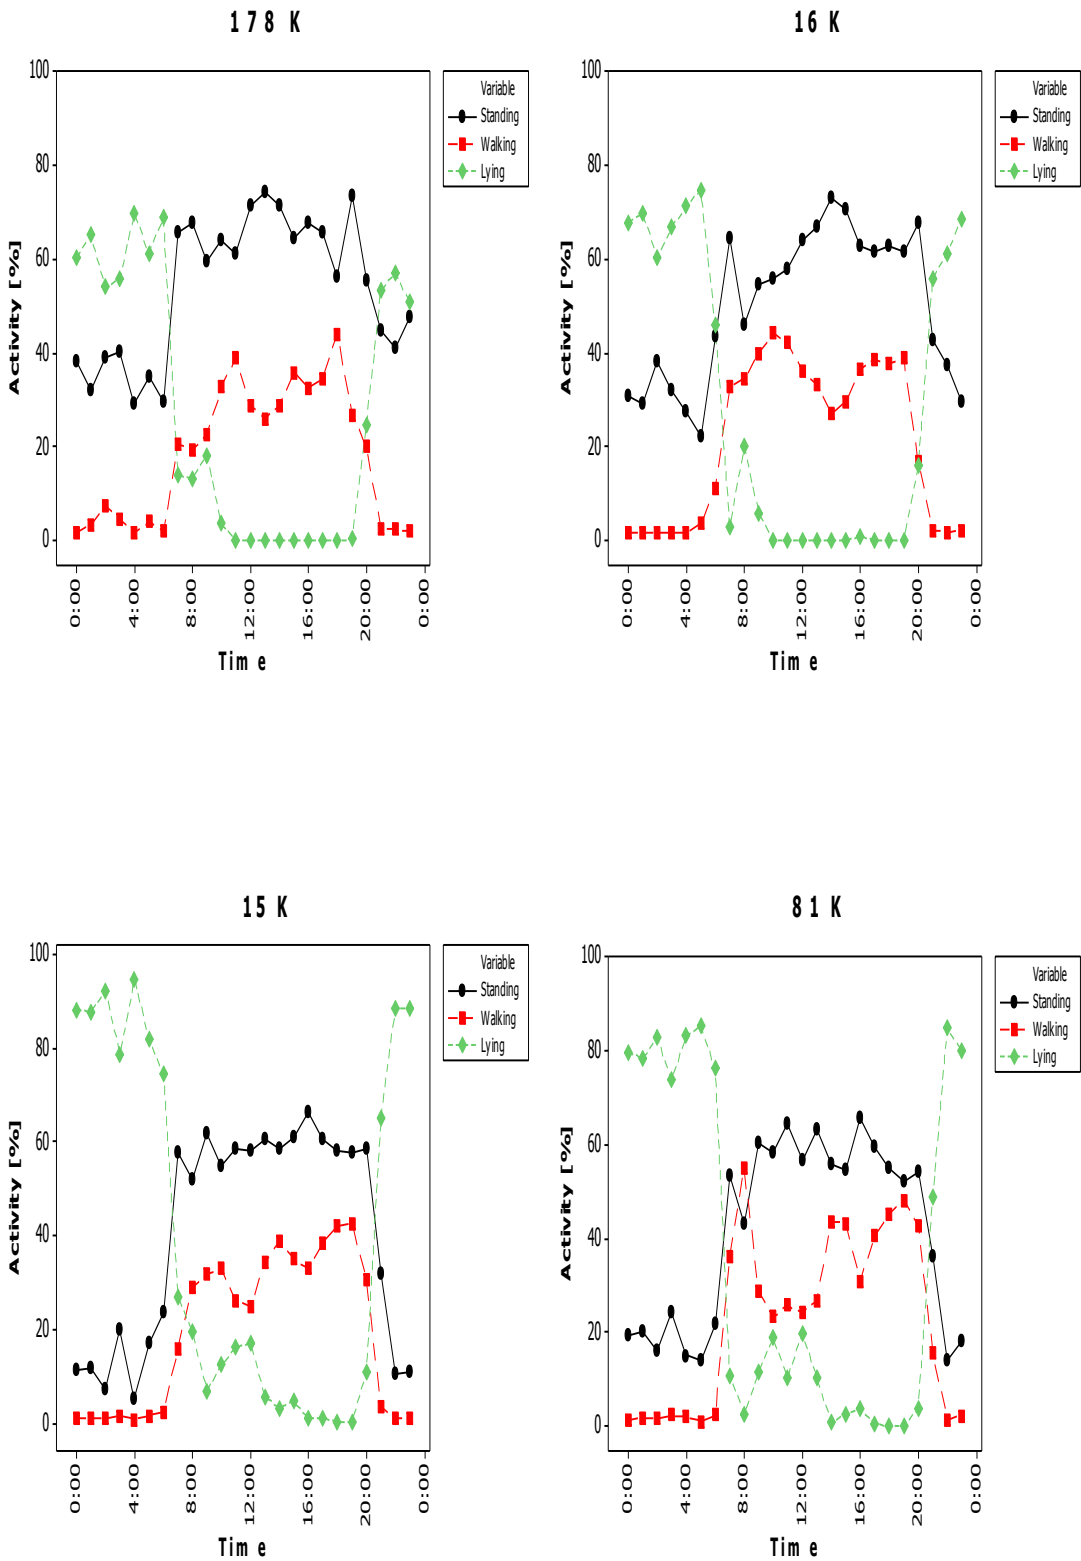 178 K
100
80
60
40
20
0
Activity [%]
0:00
4:00
8:00
12:00
16:00
20:00
0:00
Time
Variable
Standing
Walking
Lying
16 K
100
80
60
40
20
0
Activity [%]
0:00
4:00
8:00
12:00
16:00
20:00
0:00
Time
Variable
Standing
Walking
Lying
15 K
100
80
60
40
20
0
Activity [%]
0:00
4:00
8:00
12:00
16:00
20:00
0:00
Time
Variable
Standing
Walking
Lying
81 K
100
80
60
40
20
0
Activity [%]
0:00
4:00
8:00
12:00
16:00
20:00
0:00
Time
Variable
Standing
Walking
Lying